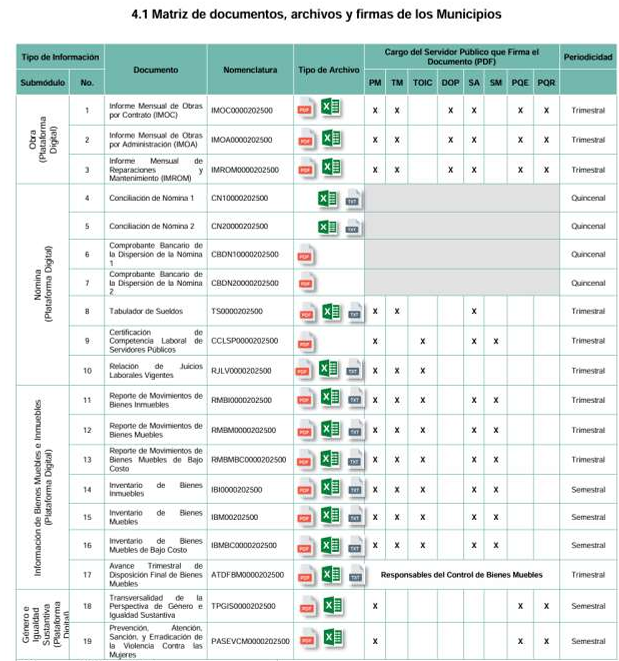 4.1 Matriz de documentos, archivos y firmas de los Municipios
Tipo de Información Documento Nomenclatura Tipo de Archivo Cargo del Servidor Público que Firma el Documento (PDF) Periodicidad
Submódulo No. PM TM TOIC DOP SA SM PQE PQR
Obra
(Plataforma
Digital)
1 Informe Mensual de Obras por Contrato (IMOC) IMOC0000202500 PDF X X X X X X Trimestral
2 Informe Mensual de Obras por Administración (IMOA) IMOA0000202500 PDF X X X X X X Trimestral
3 Informe Mensual de Reparaciones y Mantenimiento (IMROM) IMROM0000202500 PDF X X X X X X Trimestral
Nómina
(Plataforma Digital)
4 Conciliación de Nómina 1 CN10000202500 TXT Quincenal
5 Conciliación de Nómina 2 CN20000202500 TXT Quincenal
6 Comprobante Bancario de la Dispersión de la Nómina 1 CBDN10000202500 PDF Quincenal
7 Comprobante Bancario de la Dispersión de la Nómina 2 CBDN20000202500 PDF Quincenal
8 Tabulador de Sueldos TS0000202500 PDF TXT X X X Trimestral
9 Certificación de Competencia Laboral de Servidores Públicos CCLSP0000202500 PDF X X X X Trimestral
10 Relación de Juicios Laborales Vigentes RJLV0000202500 PDF TXT X X X Trimestral
Información de Bienes Muebles e Inmuebles
(Plataforma Digital)
11 Reporte de Movimientos de Bienes Inmuebles RMBI0000202500 PDF TXT X X X X X Trimestral
12 Reporte de Movimientos de Bienes Muebles RMBM0000202500 PDF TXT X X X X X Trimestral
13 Reporte de Movimientos de Bienes Muebles de Bajo Costo RMBMBC0000202500 PDF TXT X X X X X Trimestral
14 Inventario de Bienes Inmuebles IBI0000202500 PDF TXT X X X X X Semestral
15 Inventario de Bienes Muebles IBM00202500 PDF TXT X X X X X Semestral
16 Inventario de Bienes Muebles de Bajo Costo IBMBC0000202500 PDF TXT X X X X X Semestral
17 Avance Trimestral de Disposición Final de Bienes Muebles ATDFBM0000202500 PDF TXT Responsables del Control de Bienes Muebles Trimestral
Género e
Igualdad
Sustantiva
(Plataforma
Digital)
18 Transversalidad de la Perspectiva de Género e Igualdad Sustantiva TPGIS0000202500 PDF X X X Semestral
19 Prevención, Atención, Sanción, y Erradicación de la Violencia Contra las Mujeres PASEVCM0000202500 PDF X X X Semestral